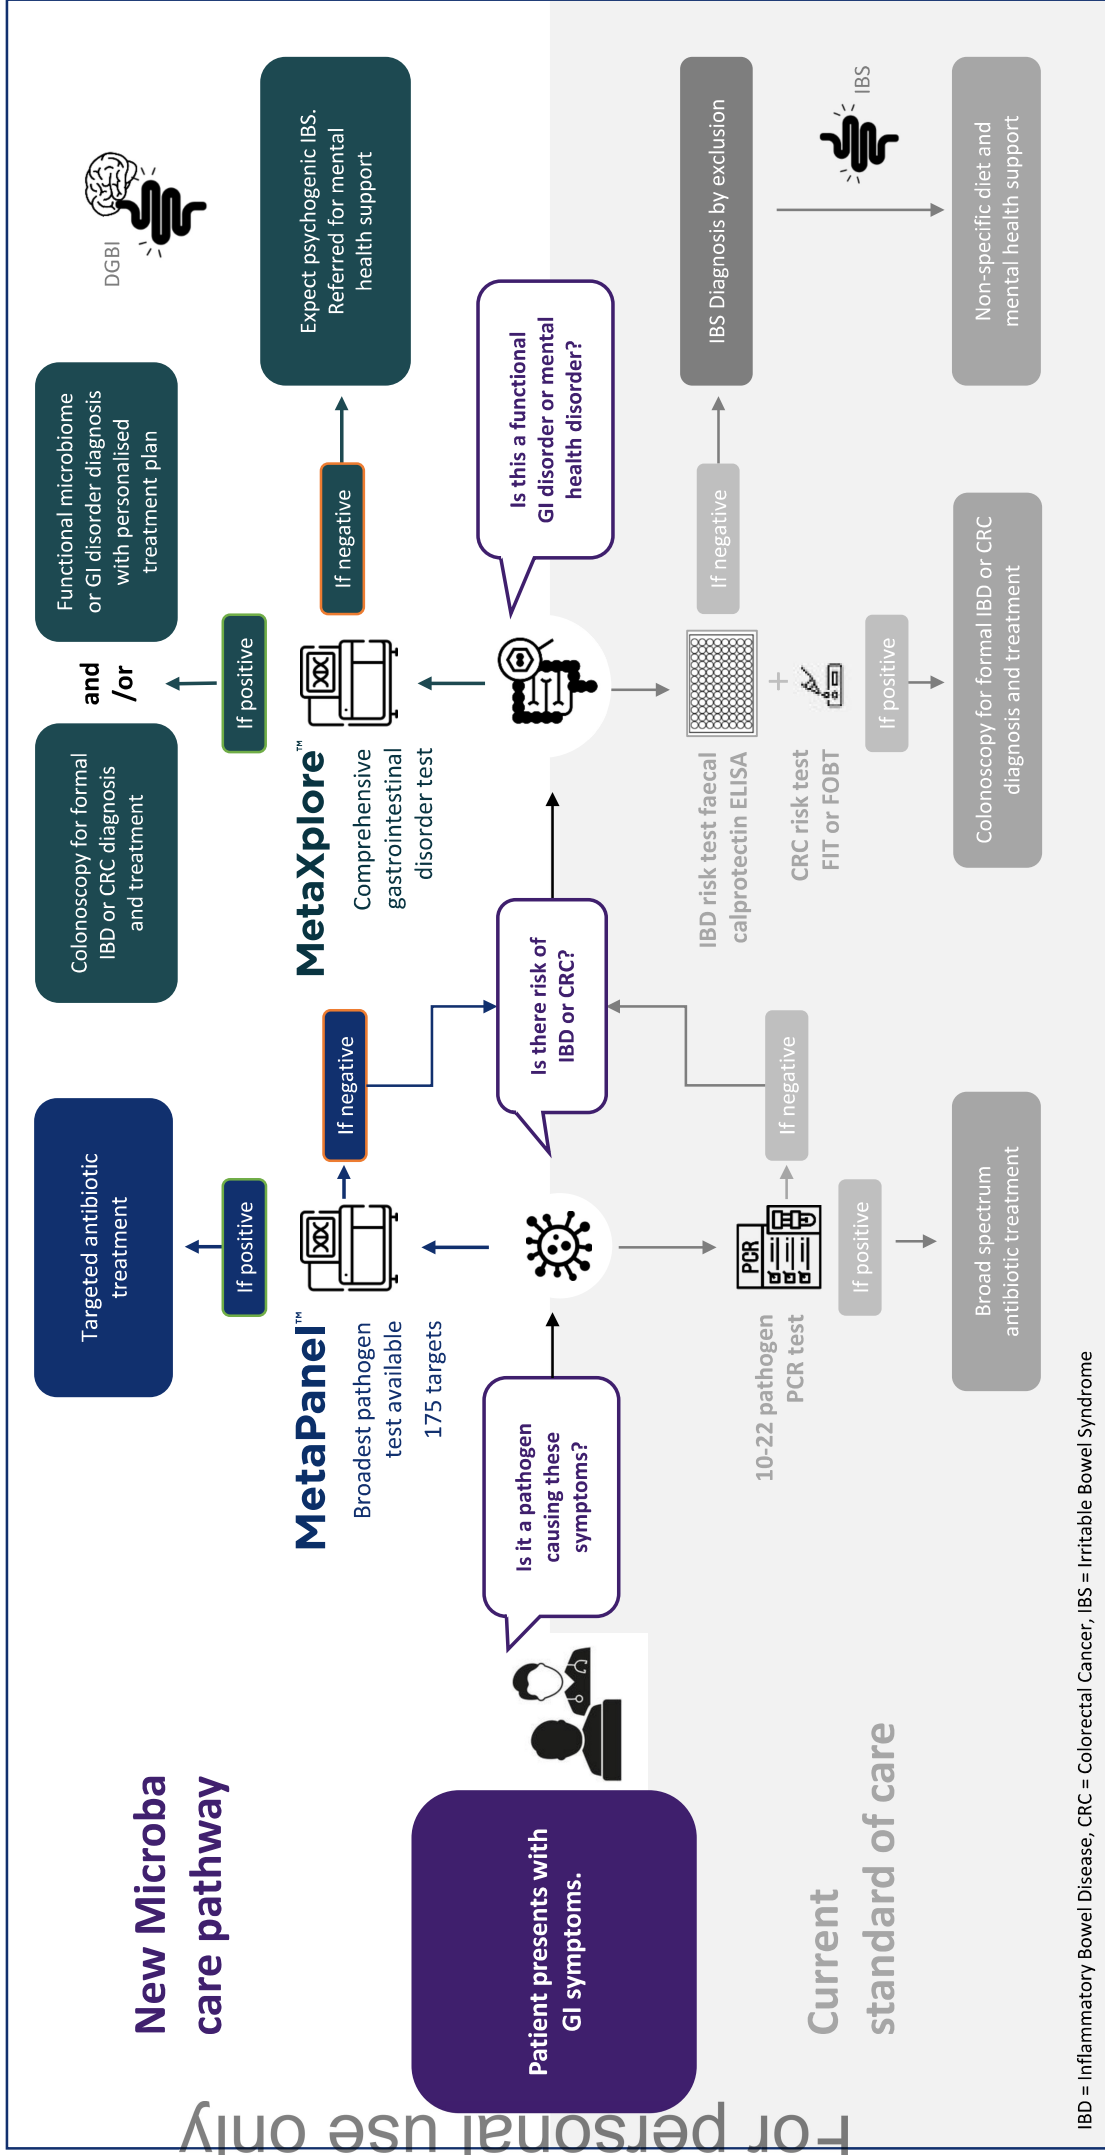 New Microba
care pathway
Patient presents with
GI symptoms.
Current
standard of care
Is it a pathogen
causing these
symptoms?
Targeted antibiotic
treatment
If positive
MetaPanel™
Broadest pathogen
test available
175 targets
If negative
10-22 pathogen
PCR test
PCR
If negative
If positive
Broad spectrum
antibiotic treatment
Is there risk of
IBD or CRC?
Colonoscopy for formal
IBD or CRC diagnosis
and treatment
and
/or
Functional microbiome
or GI disorder diagnosis
with personalised
treatment plan
If positive
MetaXplore™
Comprehensive
gastrointestinal
disorder test
If negative
Expect psychogenic IBS.
Referred for mental
health support
DGBI
Is this a functional
GI disorder or mental
health disorder?
IBD risk test faecal
calprotectin ELISA
+
CRC risk test
FIT or FOBT
If negative
If positive
Colonoscopy for formal IBD or CRC
diagnosis and treatment
IBS Diagnosis by exclusion
IBS
Non-specific diet and
mental health support
IBD = Inflammatory Bowel Disease, CRC = Colorectal Cancer, IBS = Irritable Bowel Syndrome
For personal use only